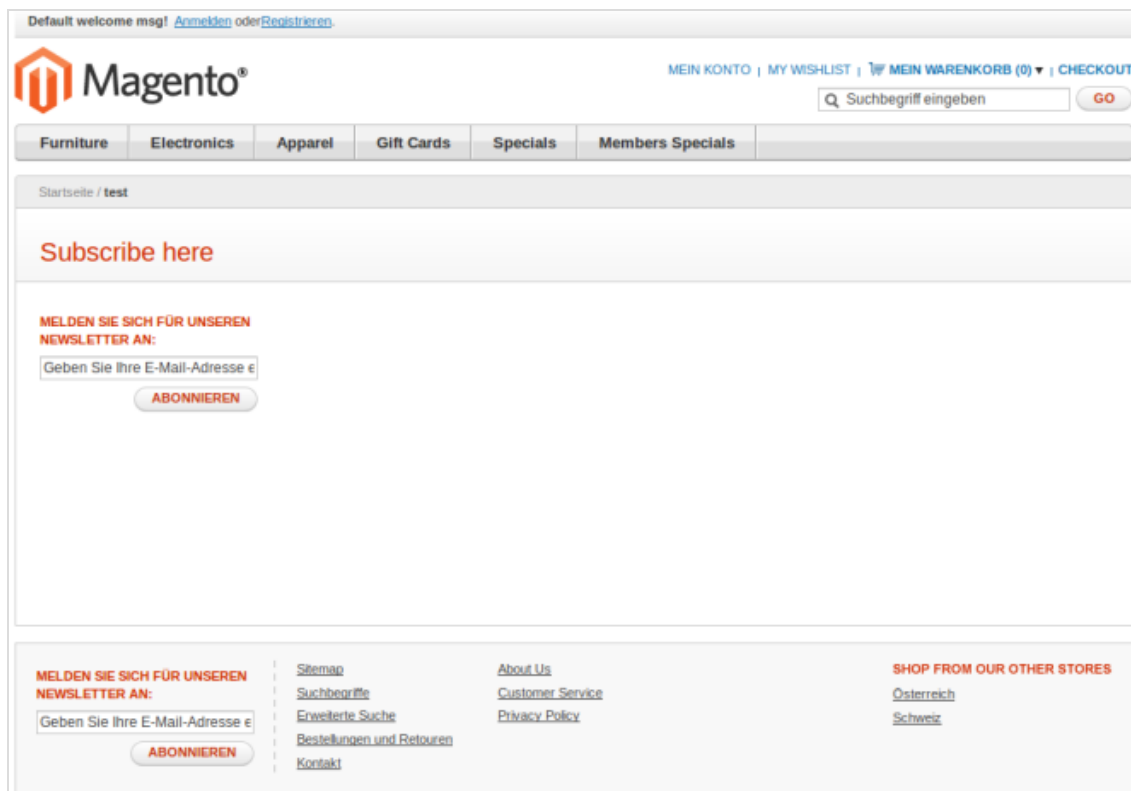 Default welcome msg! Anmelden oderRegistrieren.
Magento®
MEIN KONTO | MY WISHLIST | MEIN WARENKORB (0) ▼ | CHECKOUT
Suchbegriff eingeben GO
Furniture Electronics Apparel Gift Cards Specials Members Specials
Startseite / test
Subscribe here
MELDEN SIE SICH FÜR UNSEREN
NEWSLETTER AN:
Geben Sie Ihre E-Mail-Adresse e
ABONNIEREN
MELDEN SIE SICH FÜR UNSEREN
NEWSLETTER AN:
Geben Sie Ihre E-Mail-Adresse e
ABONNIEREN
Sitemap
Suchbegriffe
Erweiterte Suche
Bestellungen und Retouren
Kontakt
About Us
Customer Service
Privacy Policy
SHOP FROM OUR OTHER STORES
Österreich
Schweiz